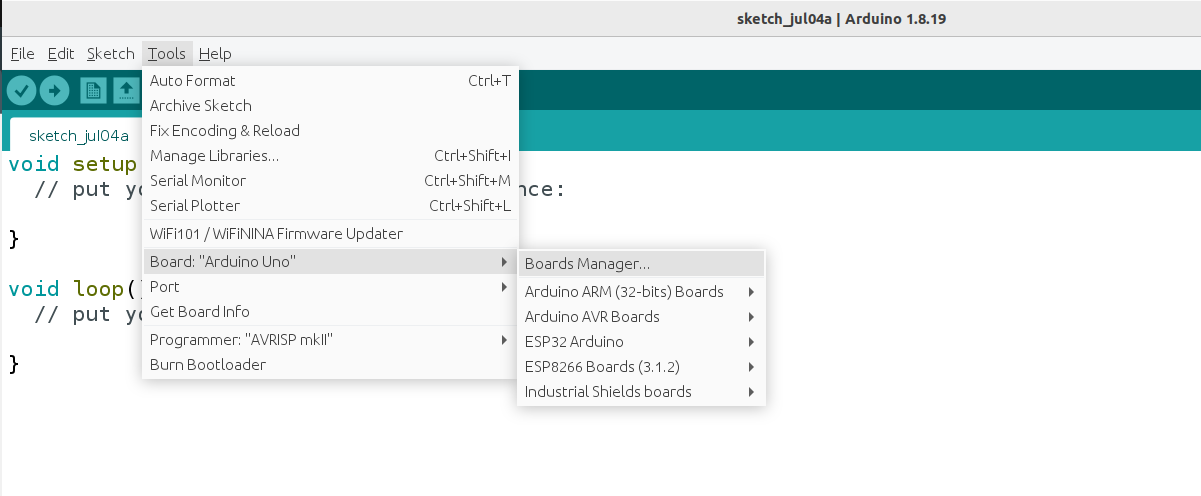 sketch_jul04a | Arduino 1.8.19
File Edit Sketch Tools Help
Auto Format Ctrl+T
Archive Sketch
Fix Encoding & Reload
Manage Libraries... Ctrl+Shift+I
Serial Monitor Ctrl+Shift+M
Serial Plotter Ctrl+Shift+L
WiFi101 / WiFiNINA Firmware Updater
Board: "Arduino Uno"
Port
Get Board Info
Programmer: "AVRISP mkII"
Burn Bootloader
Boards Manager...
Arduino ARM (32-bits) Boards
Arduino AVR Boards
ESP32 Arduino
ESP8266 Boards (3.1.2)
Industrial Shields boards
sketch_jul04a
void setup
// put yo nce:
}
void loop()
// put yo
}